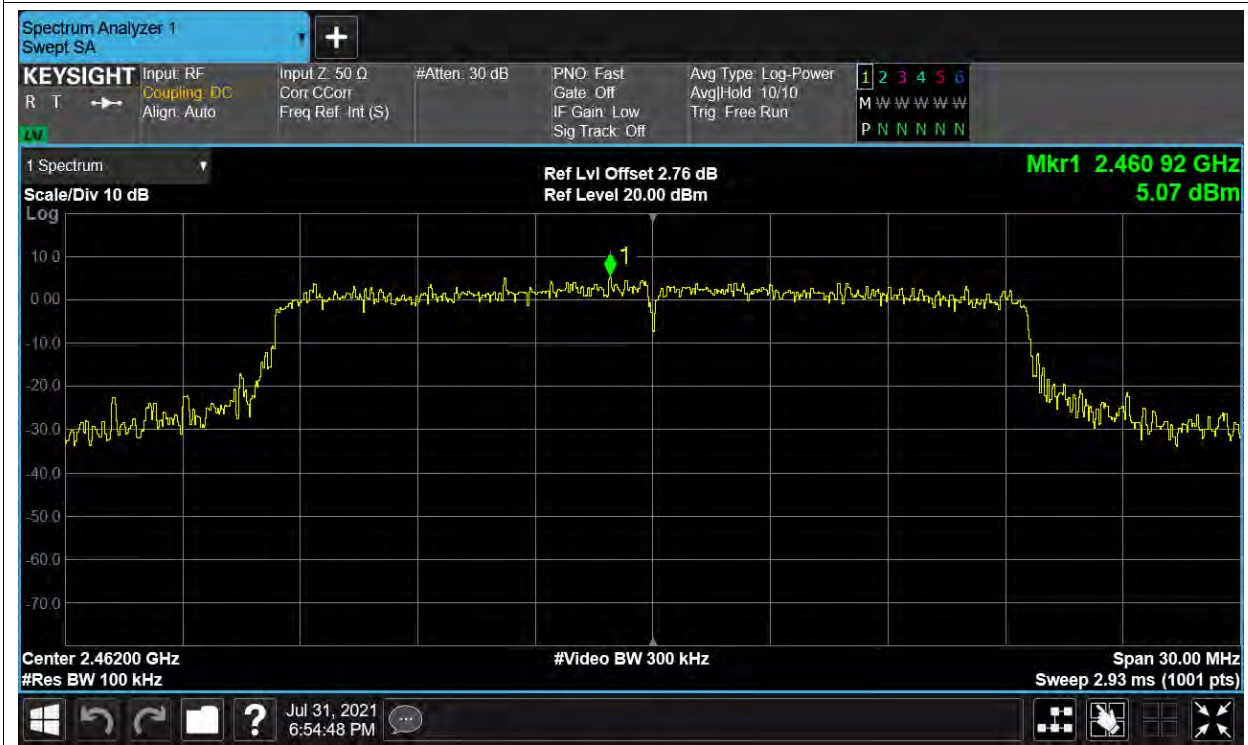 Spectrum Analyzer 1
Swept SA
+
KEYSIGHT
R T
LV
Input: RF
Coupling: DC
Align: Auto
Input Z: 50 Ω
Corr CCorr
Freq Ref: Int (S)
#Atten: 30 dB
PNO: Fast
Gate: Off
IF Gain: Low
Sig Track: Off
Avg Type: Log-Power
Avg|Hold: 10/10
Trig: Free Run
1 2 3 4 5 6
M W W W W W
P N N N N N
1 Spectrum
Scale/Div 10 dB
Log
Ref Lvl Offset 2.76 dB
Ref Level 20.00 dBm
Mkr1 2.460 92 GHz
5.07 dBm
1
10.0
0.00
-10.0
-20.0
-30.0
-40.0
-50.0
-60.0
-70.0
Center 2.46200 GHz
#Res BW 100 kHz
#Video BW 300 kHz
Span 30.00 MHz
Sweep 2.93 ms (1001 pts)
?
Jul 31, 2021
6:54:48 PM